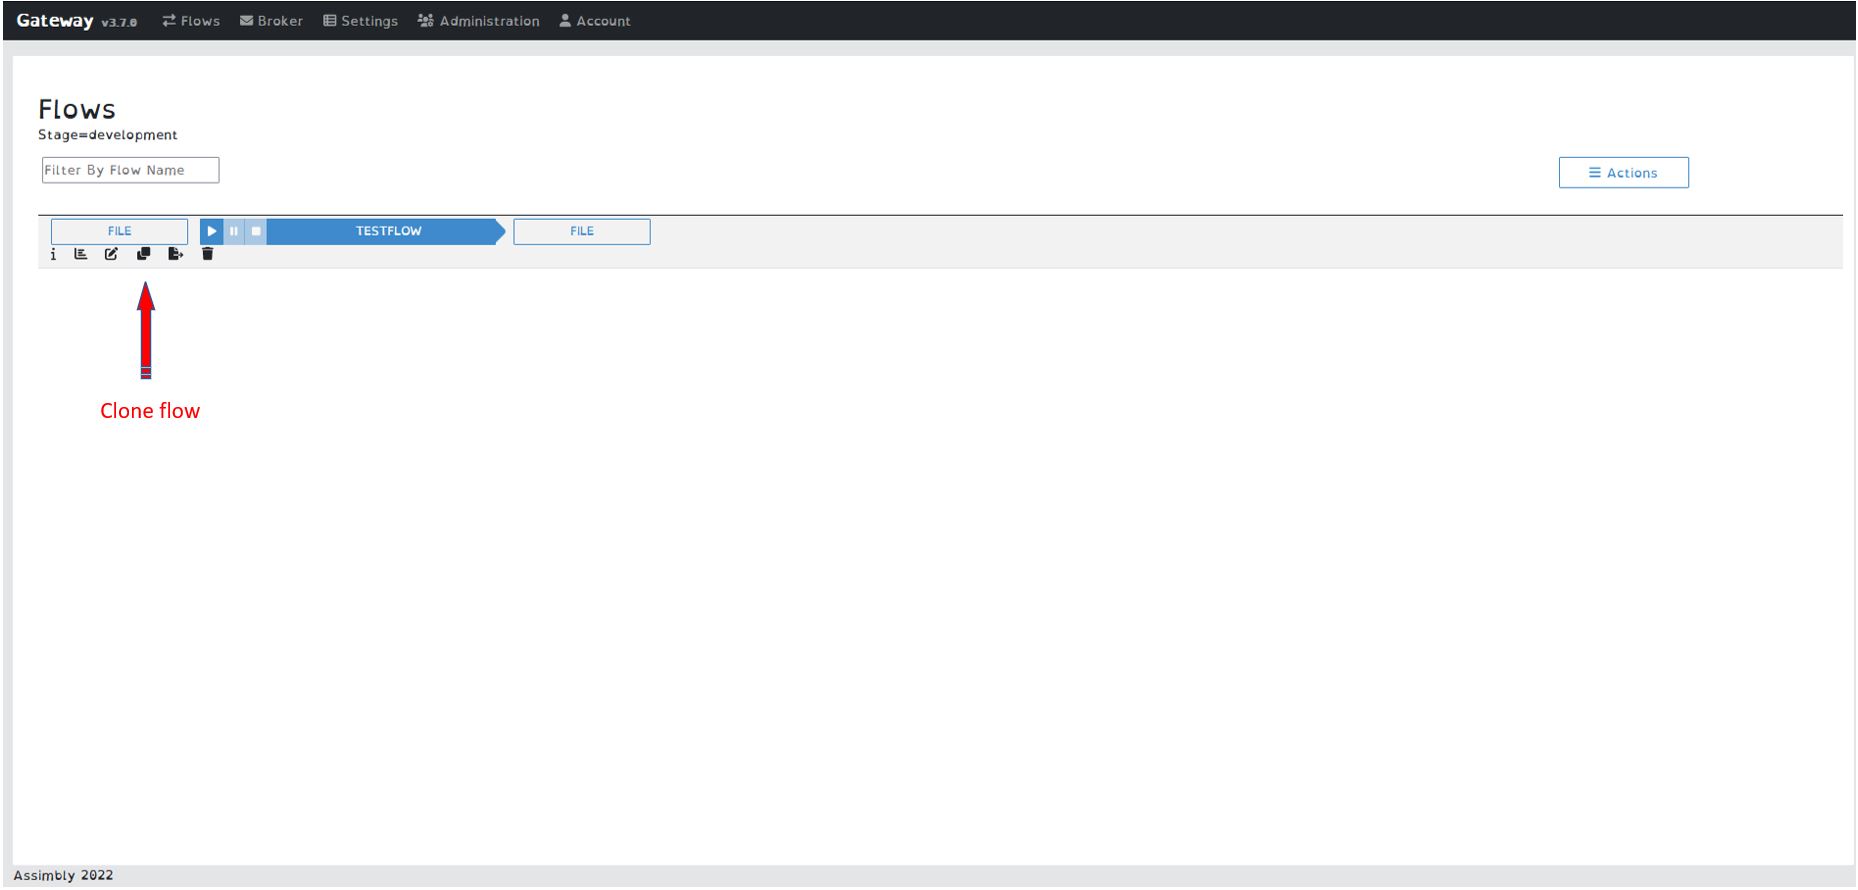 Gateway v3.7.0 Flows Broker Settings Administration Account
Flows
Stage=development
Filter By Flow Name
Actions
FILE TESTFLOW FILE
Clone flow
Assimbly 2022